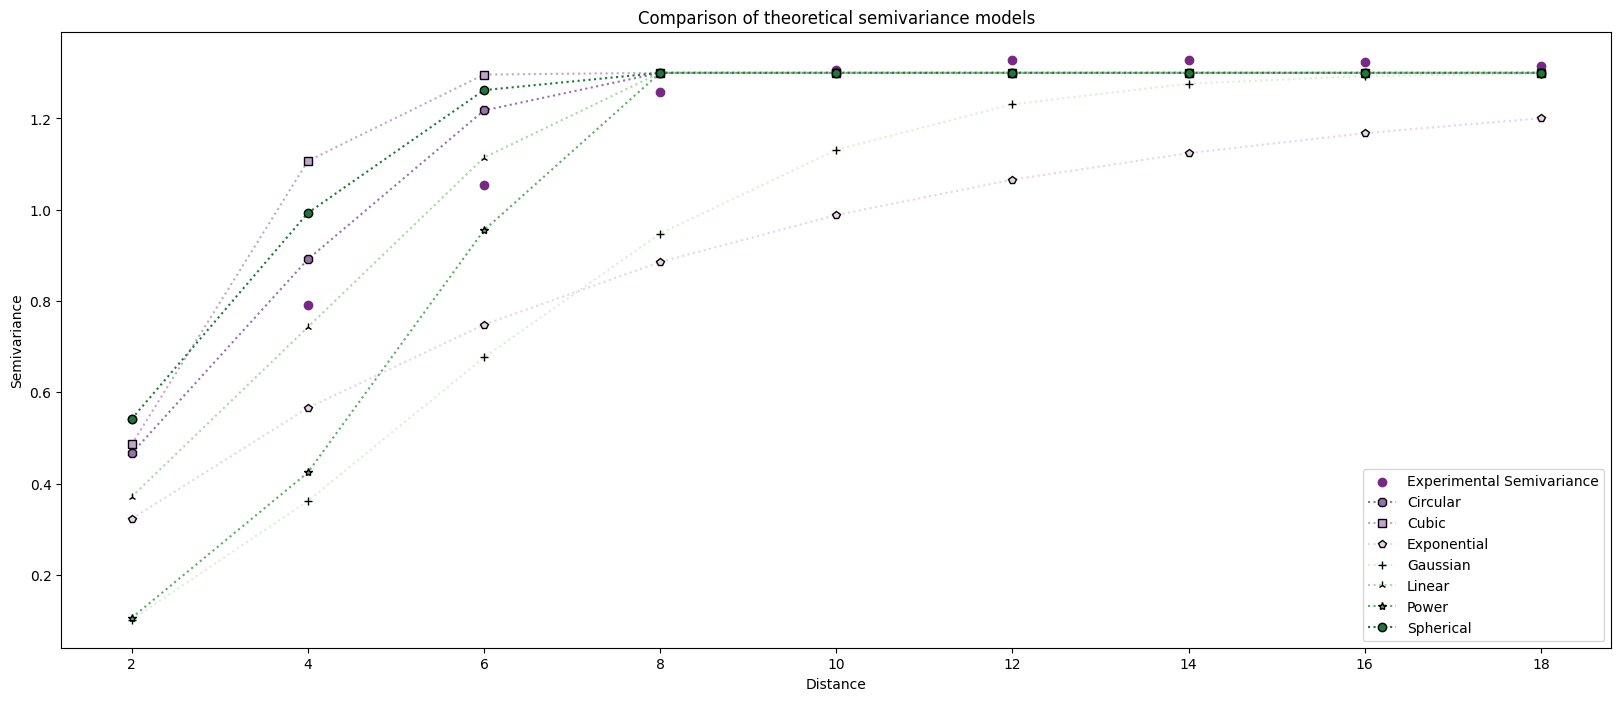 Comparison of theoretical semivariance models
Semivariance
1.2
1.0
0.8
0.6
0.4
0.2
2 4 6 8 10 12 14 16 18
Distance
Experimental Semivariance
Circular
Cubic
Exponential
Gaussian
Linear
Power
Spherical